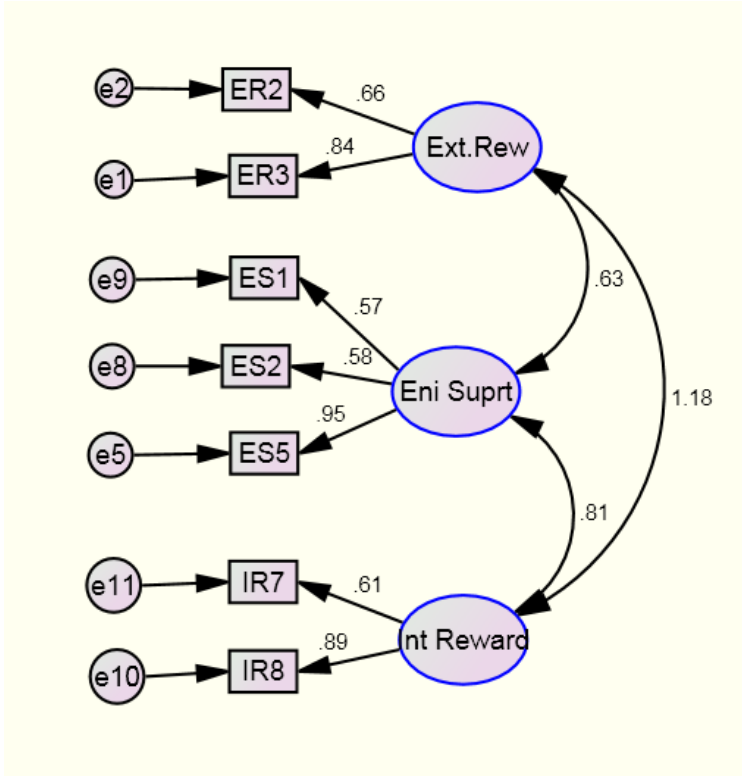 e2
ER2
.66
Ext.Rew
e1
ER3
.84
e9
ES1
.57
.63
e8
ES2
.58
Eni Suprt
1.18
e5
ES5
.95
.81
e11
IR7
.61
nt Reward
e10
IR8
.89